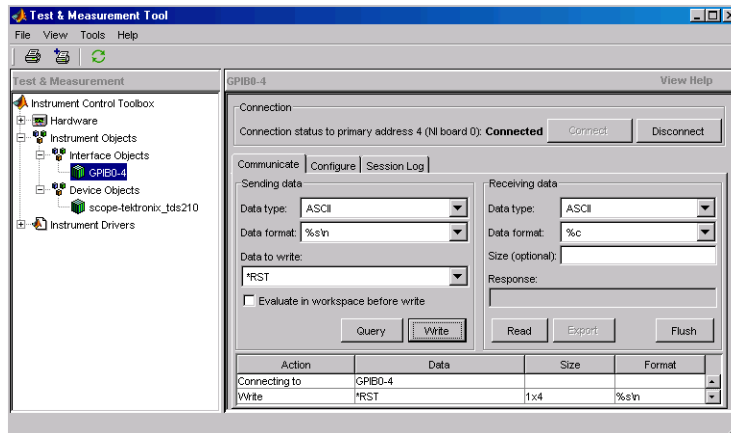 Test & Measurement Tool
File View Tools Help
Test & Measurement
Instrument Control Toolbox
Hardware
Instrument Objects
Interface Objects
GPIB0-4
Device Objects
scope-tektronix_tds210
Instrument Drivers
GPIB0-4 View Help
Connection
Connection status to primary address 4 (NI board 0): Connected Connect Disconnect
Communicate Configure Session Log
Sending data
Data type: ASCII
Data format: %s\n
Data to write:
*RST
Evaluate in workspace before write
Query Write
Receiving data
Data type: ASCII
Data format: %c
Size (optional):
Response:
Read Export Flush
Action Data Size Format
Connecting to GPIB0-4
Write *RST 1x4 %s\n